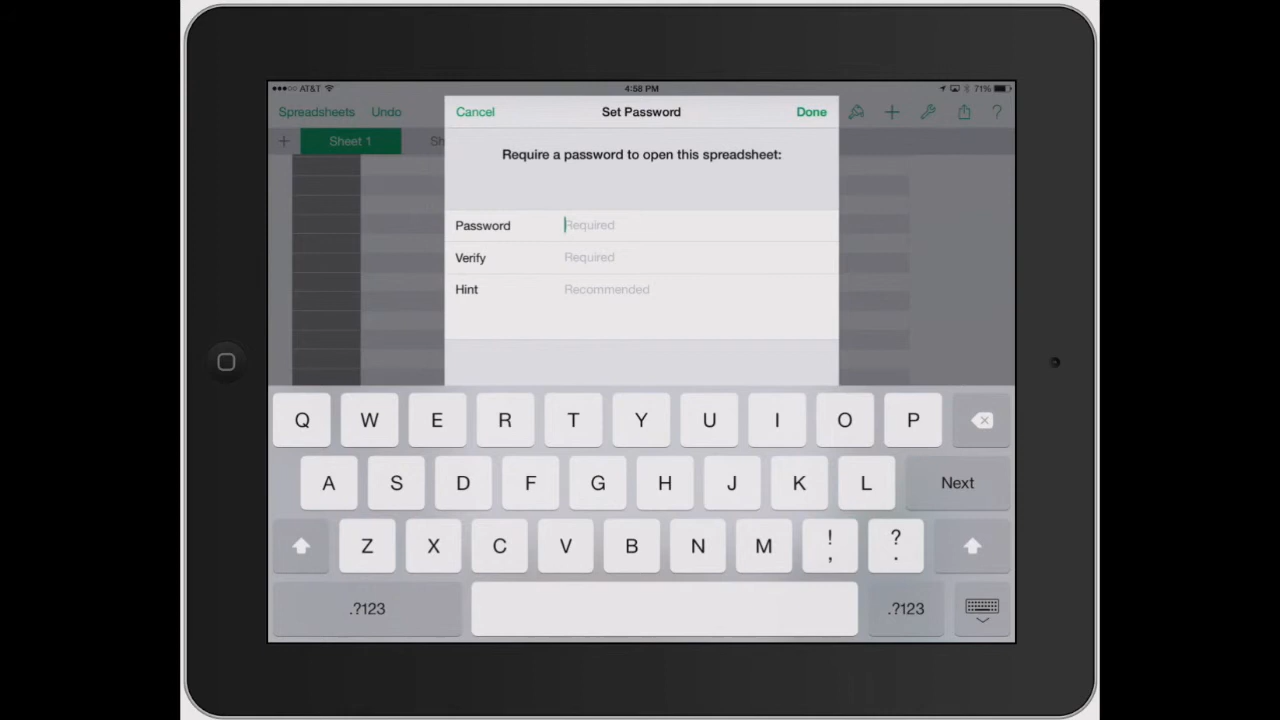 AT&T 4:58 PM 71%
Spreadsheets Undo Cancel Set Password Done + ?
+ Sheet 1 Sh
Require a password to open this spreadsheet:
Password Required
Verify Required
Hint Recommended
Q W E R T Y U I O P
A S D F G H J K L Next
Z X C V B N M ! , ? .
.?123 .?123